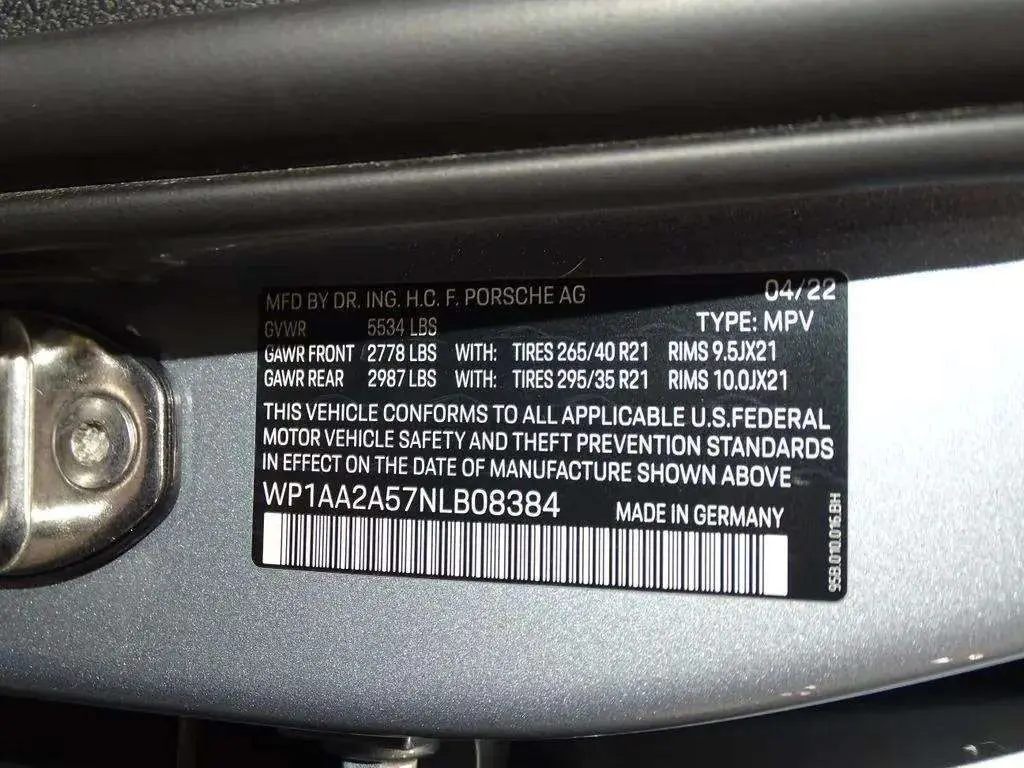 MFD BY DR. ING. H.C. F. PORSCHE AG 04/22
GVWR 5534 LBS TYPE: MPV
GAWR FRONT 2778 LBS WITH: TIRES 265/40 R21 RIMS 9.5JX21
GAWR REAR 2987 LBS WITH: TIRES 295/35 R21 RIMS 10.0JX21
THIS VEHICLE CONFORMS TO ALL APPLICABLE U.S.FEDERAL
MOTOR VEHICLE SAFETY AND THEFT PREVENTION STANDARDS
IN EFFECT ON THE DATE OF MANUFACTURE SHOWN ABOVE
WP1AA2A57NLB08384 MADE IN GERMANY
95B.010.016.BH